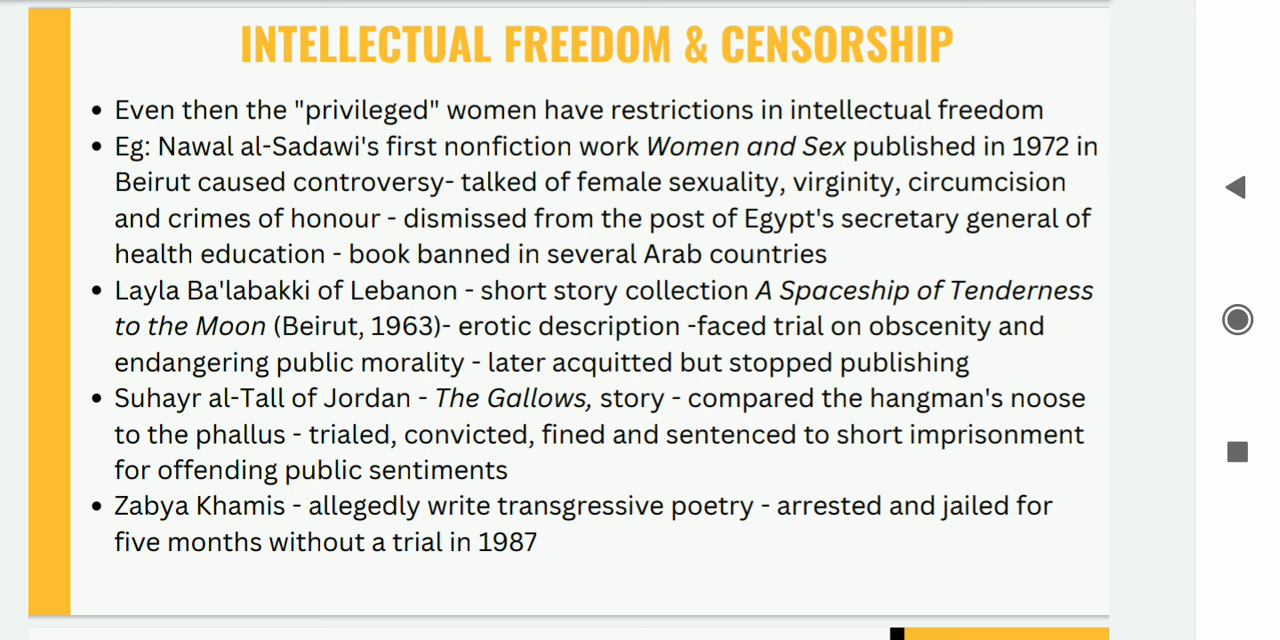 INTELLECTUAL FREEDOM & CENSORSHIP
• Even then the "privileged" women have restrictions in intellectual freedom
• Eg: Nawal al-Sadawi's first nonfiction work Women and Sex published in 1972 in
Beirut caused controversy- talked of female sexuality, virginity, circumcision
and crimes of honour - dismissed from the post of Egypt's secretary general of
health education - book banned in several Arab countries
• Layla Ba'labakki of Lebanon - short story collection A Spaceship of Tenderness
to the Moon (Beirut, 1963)- erotic description -faced trial on obscenity and
endangering public morality - later acquitted but stopped publishing
• Suhayr al-Tall of Jordan - The Gallows, story - compared the hangman's noose
to the phallus - trialed, convicted, fined and sentenced to short imprisonment
for offending public sentiments
• Zabya Khamis - allegedly write transgressive poetry - arrested and jailed for
five months without a trial in 1987